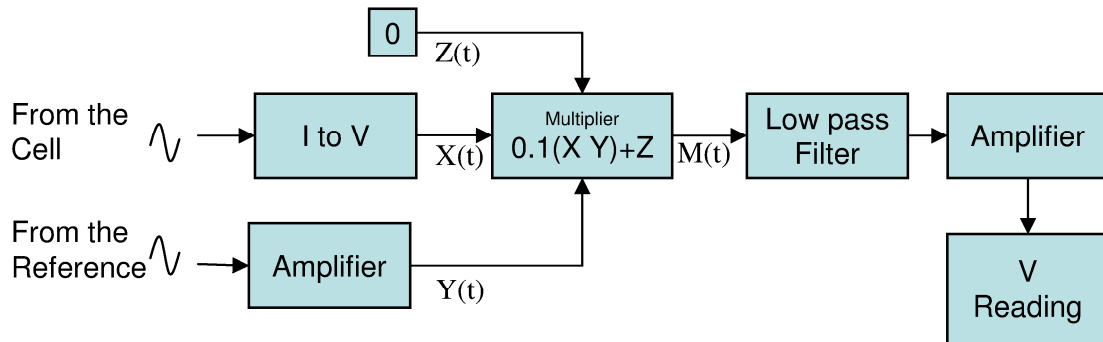 0
Z(t)
From the
Cell
I to V
X(t)
Multiplier
0.1(X Y)+Z
M(t)
Low pass
Filter
Amplifier
From the
Reference
Amplifier
Y(t)
V
Reading